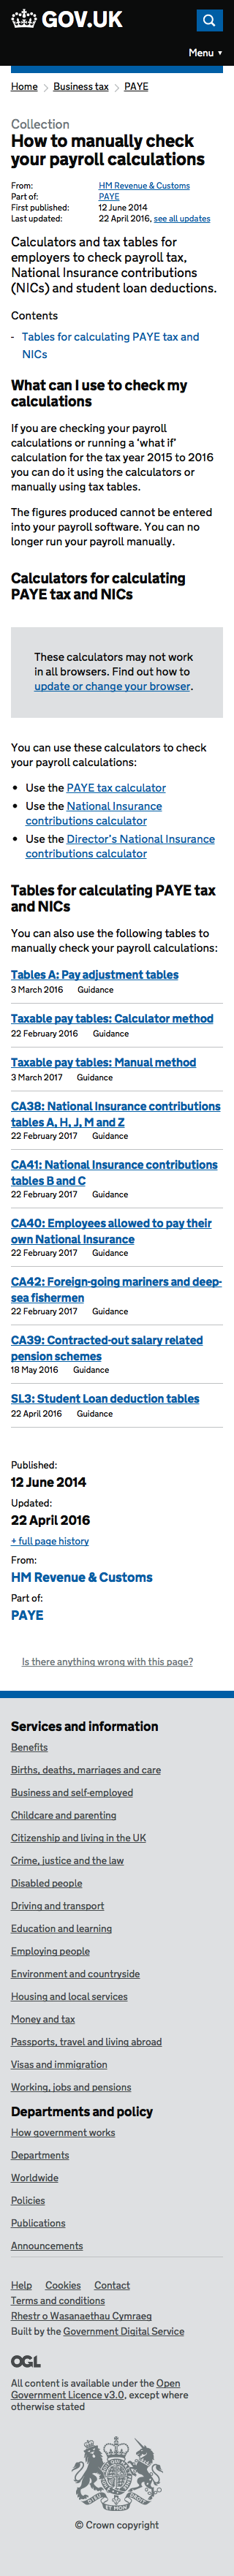 GOV.UK
Menu ▼
Home > Business tax > PAYE
Collection
How to manually check
your payroll calculations
From: HM Revenue & Customs
Part of: PAYE
First published: 12 June 2014
Last updated: 22 April 2016, see all updates
Calculators and tax tables for
employers to check payroll tax,
National Insurance contributions
(NICs) and student loan deductions.
Contents
- Tables for calculating PAYE tax and
NICs
What can I use to check my
calculations
If you are checking your payroll
calculations or running a ‘what if’
calculation for the tax year 2015 to 2016
you can do it using the calculators or
manually using tax tables.
The figures produced cannot be entered
into your payroll software. You can no
longer run your payroll manually.
Calculators for calculating
PAYE tax and NICs
These calculators may not work
in all browsers. Find out how to
update or change your browser.
You can use these calculators to check
your payroll calculations:
• Use the PAYE tax calculator
• Use the National Insurance
contributions calculator
• Use the Director’s National Insurance
contributions calculator
Tables for calculating PAYE tax
and NICs
You can also use the following tables to
manually check your payroll calculations:
Tables A: Pay adjustment tables
3 March 2016 Guidance
Taxable pay tables: Calculator method
22 February 2016 Guidance
Taxable pay tables: Manual method
3 March 2017 Guidance
CA38: National Insurance contributions
tables A, H, J, M and Z
22 February 2017 Guidance
CA41: National Insurance contributions
tables B and C
22 February 2017 Guidance
CA40: Employees allowed to pay their
own National Insurance
22 February 2017 Guidance
CA42: Foreign-going mariners and deep-
sea fishermen
22 February 2017 Guidance
CA39: Contracted-out salary related
pension schemes
18 May 2016 Guidance
SL3: Student Loan deduction tables
22 April 2016 Guidance
Published:
12 June 2014
Updated:
22 April 2016
+ full page history
From:
HM Revenue & Customs
Part of:
PAYE
Is there anything wrong with this page?
Services and information
Benefits
Births, deaths, marriages and care
Business and self-employed
Childcare and parenting
Citizenship and living in the UK
Crime, justice and the law
Disabled people
Driving and transport
Education and learning
Employing people
Environment and countryside
Housing and local services
Money and tax
Passports, travel and living abroad
Visas and immigration
Working, jobs and pensions
Departments and policy
How government works
Departments
Worldwide
Policies
Publications
Announcements
Help Cookies Contact
Terms and conditions
Rhestr o Wasanaethau Cymraeg
Built by the Government Digital Service
OGL
All content is available under the Open
Government Licence v3.0, except where
otherwise stated
© Crown copyright